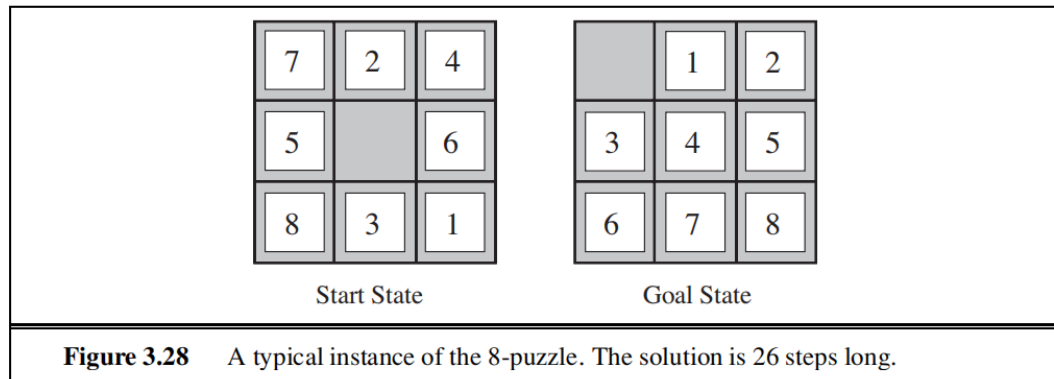 7 2 4 1 2
5 6 3 4 5
8 3 1 6 7 8
Start State Goal State
Figure 3.28 A typical instance of the 8-puzzle. The solution is 26 steps long.